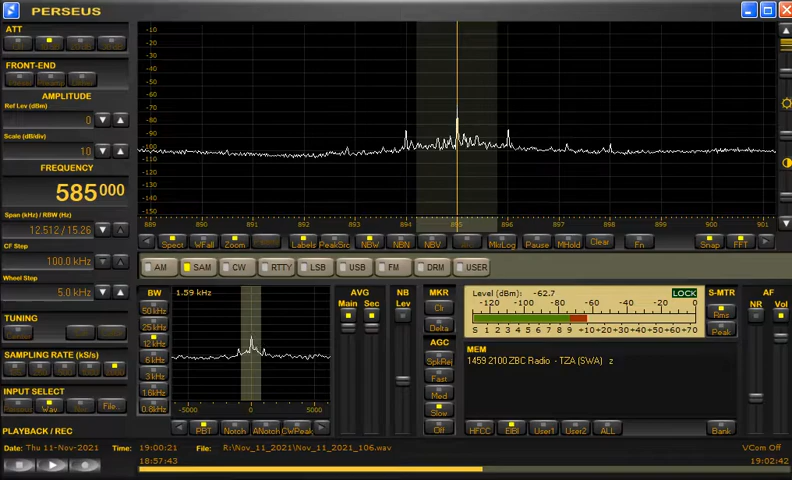 PERSEUS
ATT
FRONT-END
AMPLITUDE
Ref Lev (dBm)
0
Scale (dB/div)
10
FREQUENCY
585000
Span (kHz) / RBW (Hz)
12.512 / 15.26
CF Step
100.0 kHz
Wheel Step
5.0 kHz
TUNING
SAMPLING RATE (kS/s)
INPUT SELECT
Wav
File..
PLAYBACK / REC
-10
-30
-40
-50
-60
-70
-80
-90
-100
-110
-120
-130
-140
-150
889 890 891 892 893 894 895 896 897 898 899 900 901
Spect WFall Zoom Labels PeakSrc NBW NBN NBV MkrLog Pause MHold Clear Fn Snap FFT
AM SAM CW RTTY LSB USB FM DRM USER
BW
50kHz
25kHz
12 kHz
6 kHz
3 kHz
1.6kHz
0.8kHz
1.59 kHz
-5000 0 5000
PBT Notch ANotch CWPeak
AVG
Main Sec
NB
Lev
MKR
Clr
Delta
AGC
SpkRej
Fast
Med
Slow
Off
Level (dBm): -62.7 LOCK
-120 -100 -80 -60 -40 -20 0
S 1 2 3 4 5 6 7 8 9 +10 +20 +30 +40 +50 +60 +70
S-MTR
Rms
Peak
AF
NR Vol
MEM
1459 2100 ZBC Radio - TZA (SWA) z
HFCC EIBI User1 User2 ALL Bank
Date: Thu 11-Nov-2021 Time: 19:00:21 File: R:\Nov_11_2021\Nov_11_2021_106.wav VCom Off
18:57:43 19:02:42